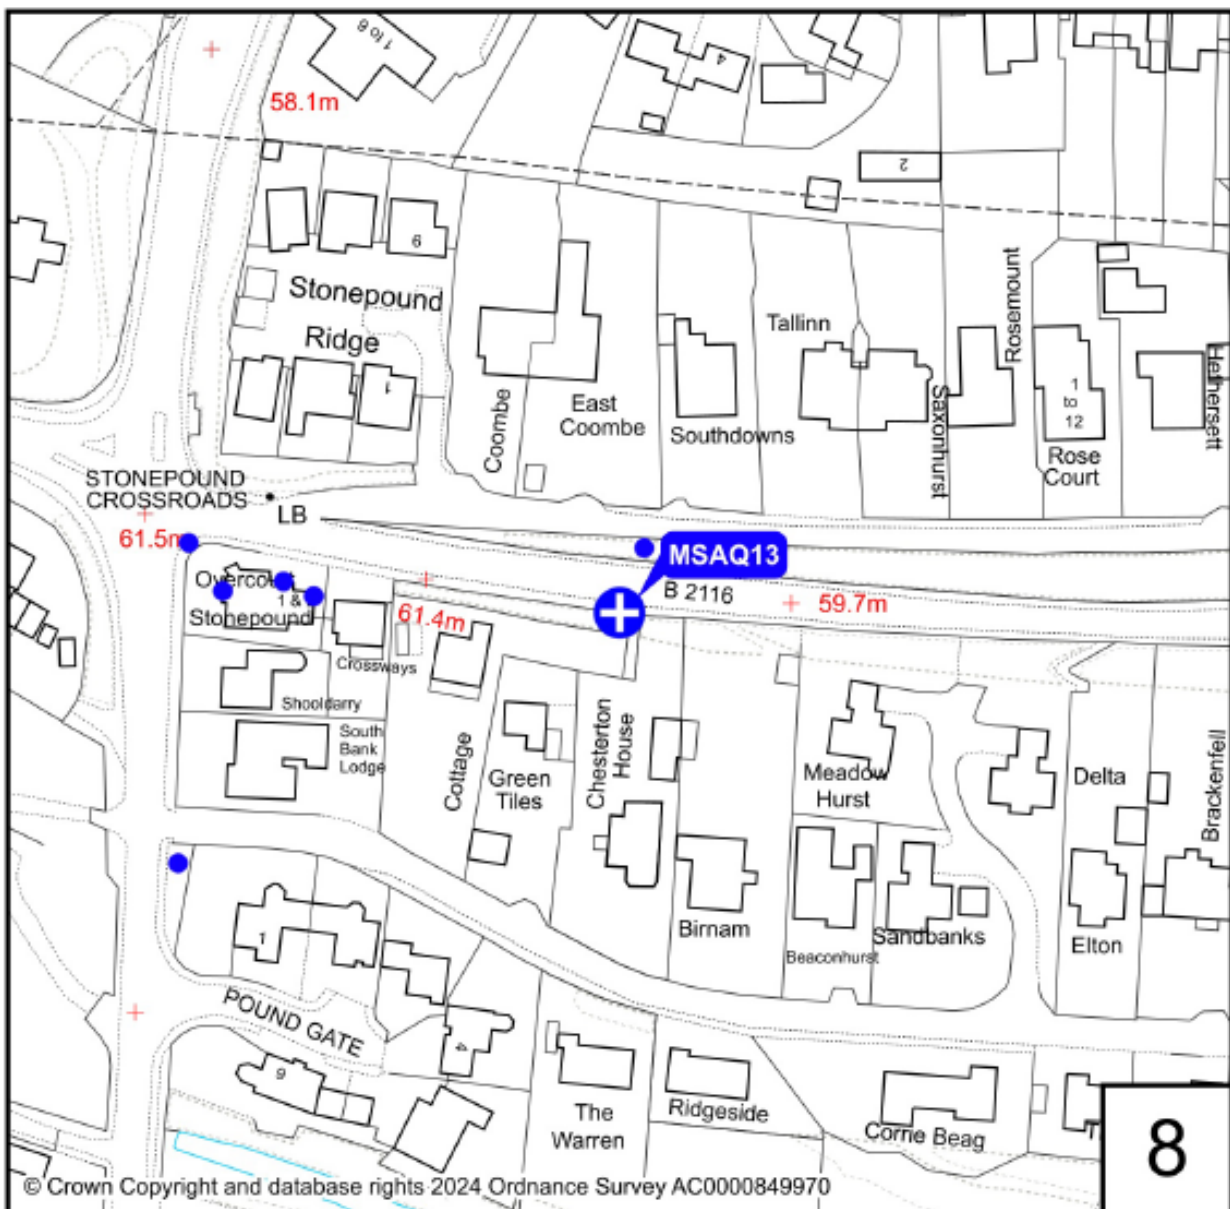 1 to 6
4
58.1m
2
9
Stonepound
Ridge
1
Tallinn
Rosemount
Coombe
East
Coombe
Southdowns
Saxonhurst
1
to
12
Rose
Court
Hethersett
STONEPOUND
CROSSROADS
LB
61.5m
MSAQ13
B 2116
59.7m
61.4m
Overcourt
1 &
Stonepound
Crossways
Shooldarry
South
Bank
Lodge
Cottage
Green
Tiles
Chesterton
House
Meadow
Hurst
Delta
Brackenfell
Birnam
Beaconhurst
Sandbanks
Elton
1
POUND GATE
4
9
The
Warren
Ridgeside
Corrie Beag
8
© Crown Copyright and database rights 2024 Ordnance Survey AC0000849970